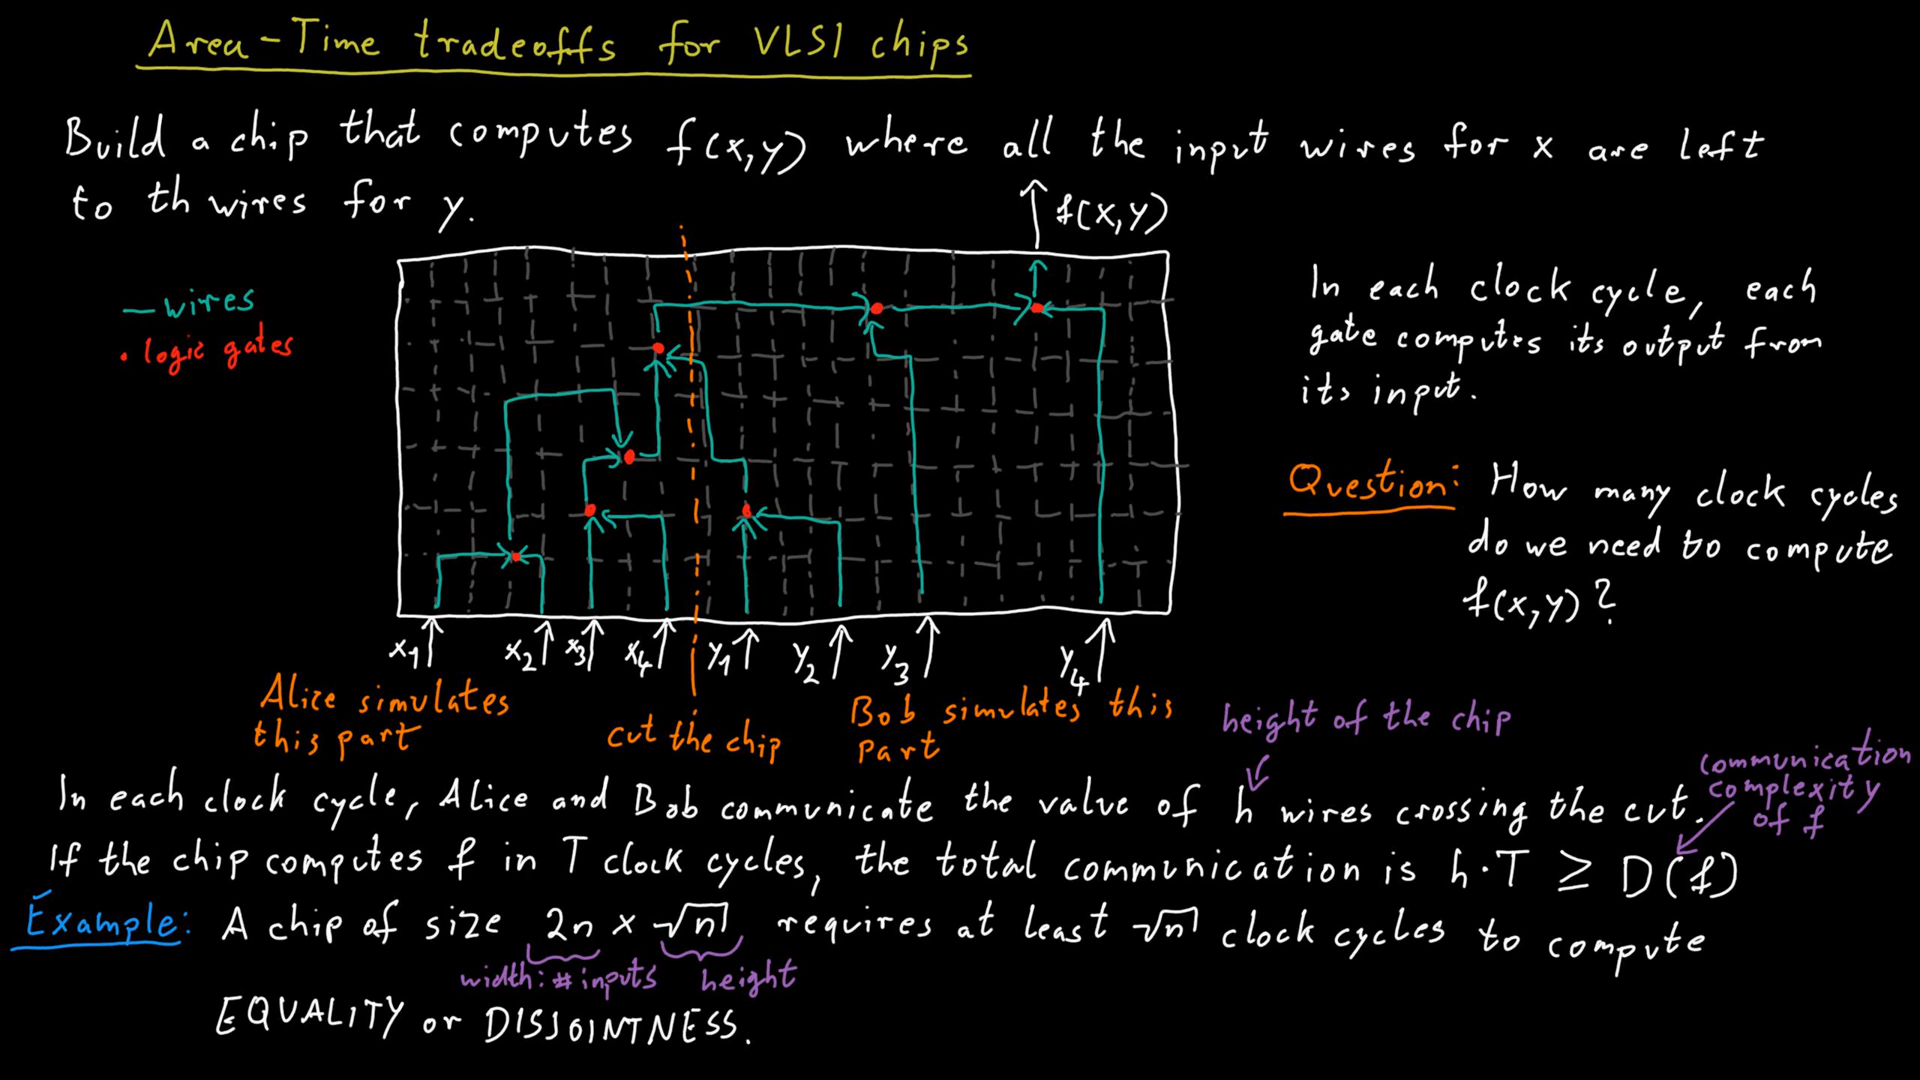 Area-Time tradeoffs for VLSI chips
Build a chip that computes f(x,y) where all the input wires for x are left
to th wires for y.
f(x,y)
— wires
• logic gates
In each clock cycle, each
gate computes its output from
its input.
Question: How many clock cycles
do we need to compute
f(x,y)?
x1 x2 x3 x4 y1 y2 y3 y4
Alice simulates
this part
cut the chip
Bob simulates this
part
height of the chip
communication
complexity
of f
In each clock cycle, Alice and Bob communicate the value of h wires crossing the cut.
If the chip computes f in T clock cycles, the total communication is h·T ≥ D(f)
Example: A chip of size 2n x √n requires at least √n clock cycles to compute
width: # inputs height
EQUALITY or DISJOINTNESS.